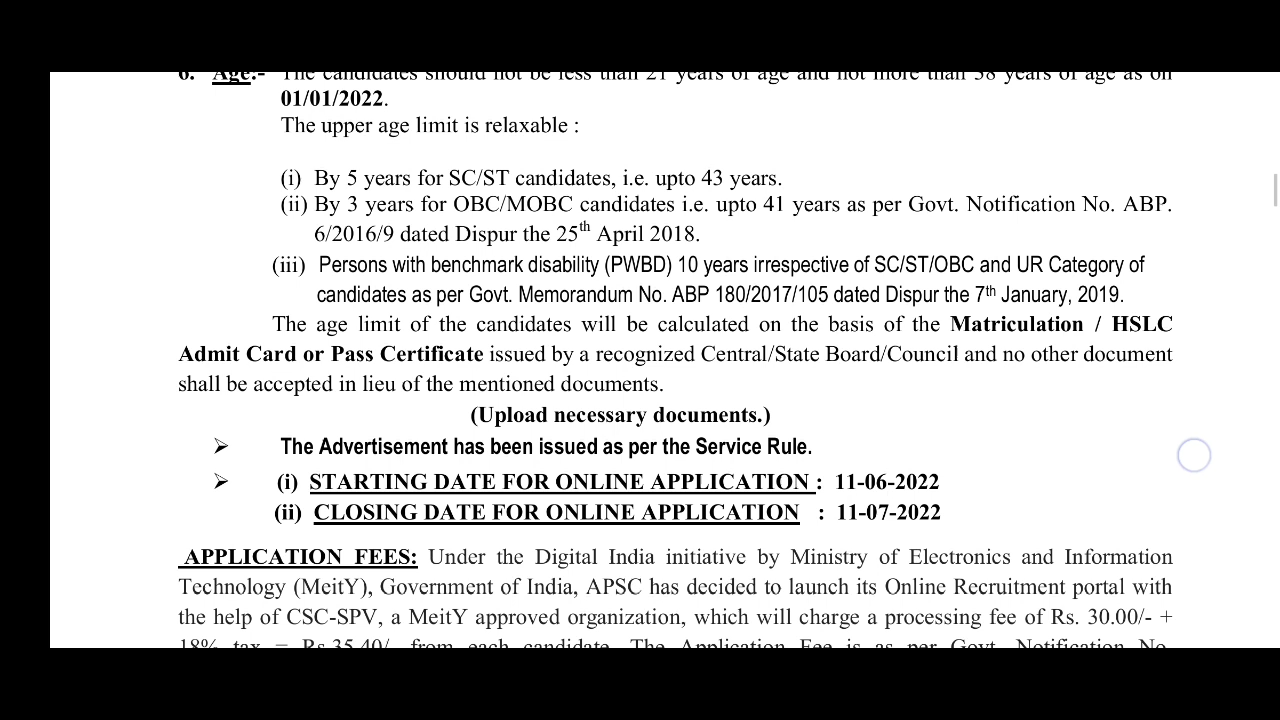 6. Age:- The candidates should not be less than 21 years of age and not more than 38 years of age as on
01/01/2022.
The upper age limit is relaxable :
(i) By 5 years for SC/ST candidates, i.e. upto 43 years.
(ii) By 3 years for OBC/MOBC candidates i.e. upto 41 years as per Govt. Notification No. ABP.
6/2016/9 dated Dispur the 25th April 2018.
(iii) Persons with benchmark disability (PWBD) 10 years irrespective of SC/ST/OBC and UR Category of
candidates as per Govt. Memorandum No. ABP 180/2017/105 dated Dispur the 7th January, 2019.
The age limit of the candidates will be calculated on the basis of the Matriculation / HSLC
Admit Card or Pass Certificate issued by a recognized Central/State Board/Council and no other document
shall be accepted in lieu of the mentioned documents.
(Upload necessary documents.)
➢ The Advertisement has been issued as per the Service Rule.
➢ (i) STARTING DATE FOR ONLINE APPLICATION : 11-06-2022
(ii) CLOSING DATE FOR ONLINE APPLICATION : 11-07-2022
APPLICATION FEES: Under the Digital India initiative by Ministry of Electronics and Information
Technology (MeitY), Government of India, APSC has decided to launch its Online Recruitment portal with
the help of CSC-SPV, a MeitY approved organization, which will charge a processing fee of Rs. 30.00/- +
18% tax = Rs.35.40/- from each candidate. The Application Fee is as per Govt. Notification No.